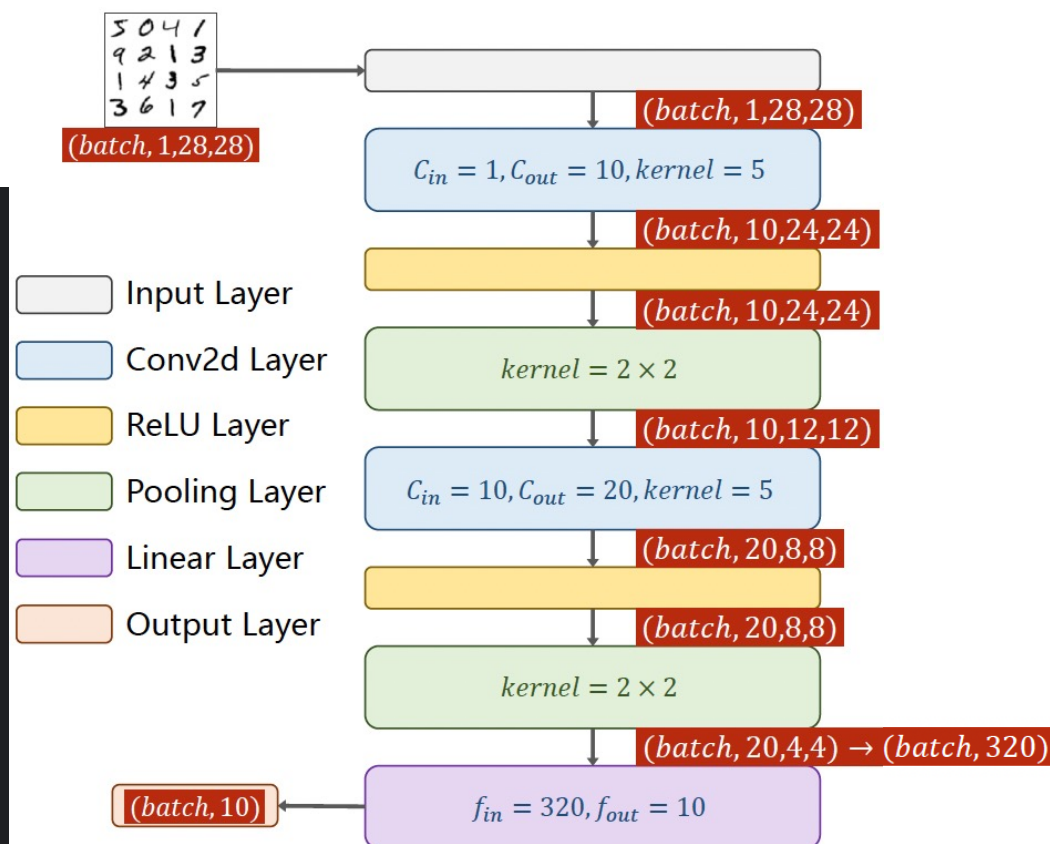 5 0 4 1
9 2 1 3
1 4 3 5
3 6 1 7
(batch, 1,28,28)
(batch, 1,28,28)
C_in = 1, C_out = 10, kernel = 5
(batch, 10,24,24)
(batch, 10,24,24)
kernel = 2 × 2
(batch, 10,12,12)
C_in = 10, C_out = 20, kernel = 5
(batch, 20,8,8)
(batch, 20,8,8)
kernel = 2 × 2
(batch, 20,4,4) → (batch, 320)
f_in = 320, f_out = 10
(batch, 10)
Input Layer
Conv2d Layer
ReLU Layer
Pooling Layer
Linear Layer
Output Layer